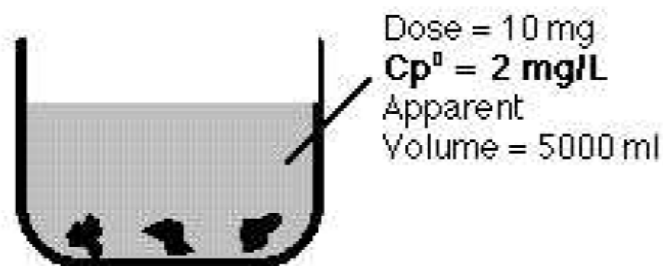 Dose = 10 mg
Cp⁰ = 2 mg/L
Apparent
Volume = 5000 ml